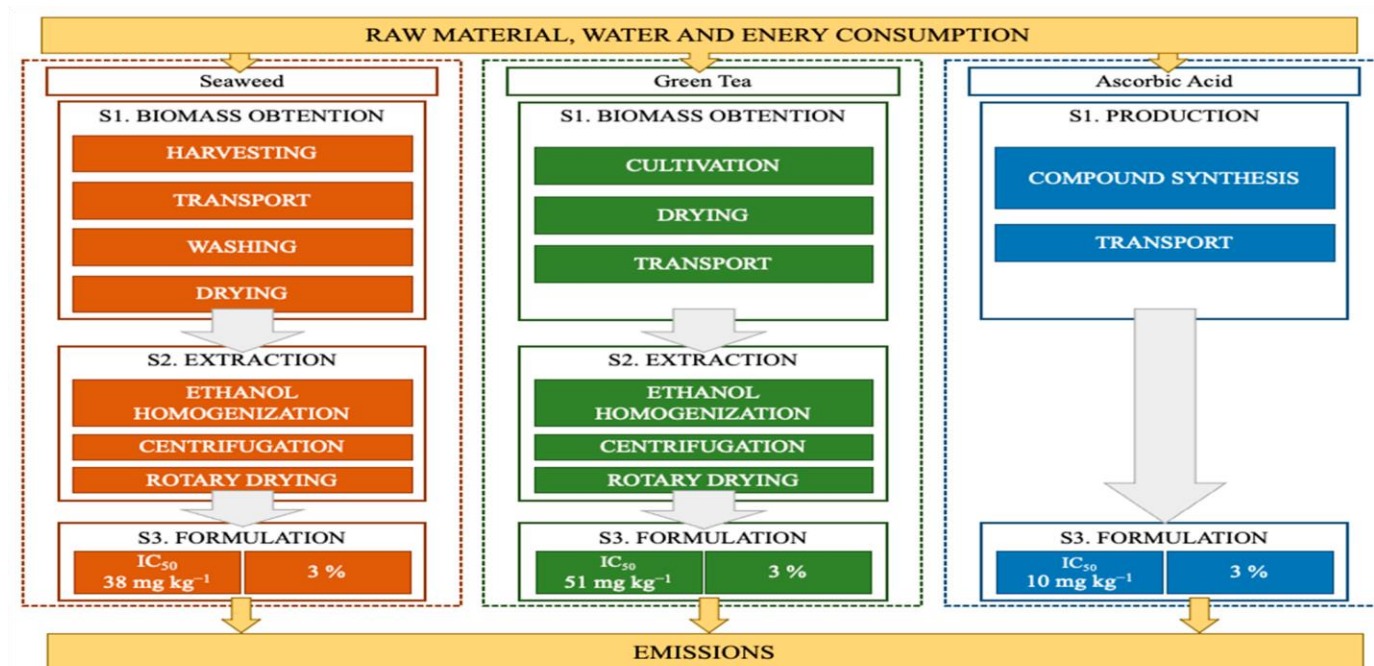 RAW MATERIAL, WATER AND ENERY CONSUMPTION
Seaweed
S1. BIOMASS OBTENTION
HARVESTING
TRANSPORT
WASHING
DRYING
S2. EXTRACTION
ETHANOL
HOMOGENIZATION
CENTRIFUGATION
ROTARY DRYING
S3. FORMULATION
IC₅₀
38 mg kg⁻¹
3 %
Green Tea
S1. BIOMASS OBTENTION
CULTIVATION
DRYING
TRANSPORT
S2. EXTRACTION
ETHANOL
HOMOGENIZATION
CENTRIFUGATION
ROTARY DRYING
S3. FORMULATION
IC₅₀
51 mg kg⁻¹
3 %
Ascorbic Acid
S1. PRODUCTION
COMPOUND SYNTHESIS
TRANSPORT
S3. FORMULATION
IC₅₀
10 mg kg⁻¹
3 %
EMISSIONS